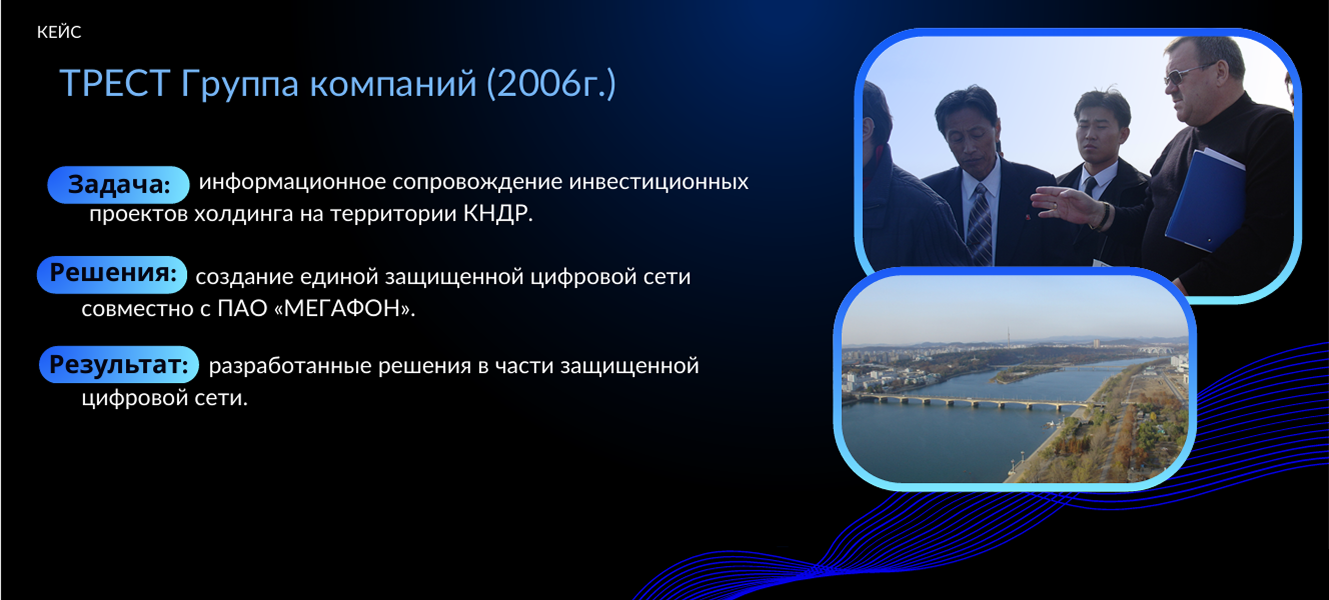 КЕЙС
ТРЕСТ Группа компаний (2006г.)
Задача: информационное сопровождение инвестиционных
проектов холдинга на территории КНДР.
Решения: создание единой защищенной цифровой сети
совместно с ПАО «МЕГАФОН».
Результат: разработанные решения в части защищенной
цифровой сети.